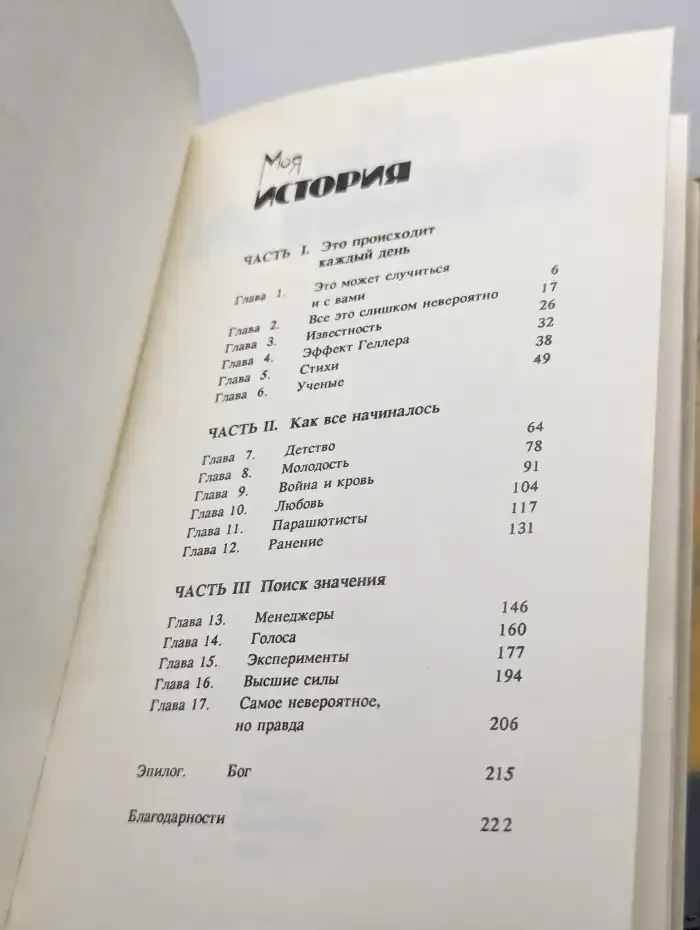 Моя
ИСТОРИЯ
ЧАСТЬ I. Это происходит
каждый день
Глава 1. Это может случиться
и с вами 6
Глава 2. Все это слишком невероятно 17
Глава 3. Известность 26
Глава 4. Эффект Геллера 32
Глава 5. Стихи 38
Глава 6. Ученые 49
ЧАСТЬ II. Как все начиналось
Глава 7. Детство 64
Глава 8. Молодость 78
Глава 9. Война и кровь 91
Глава 10. Любовь 104
Глава 11. Парашютисты 117
Глава 12. Ранение 131
ЧАСТЬ III Поиск значения
Глава 13. Менеджеры 146
Глава 14. Голоса 160
Глава 15. Эксперименты 177
Глава 16. Высшие силы 194
Глава 17. Самое невероятное,
но правда 206
Эпилог. Бог 215
Благодарности 222